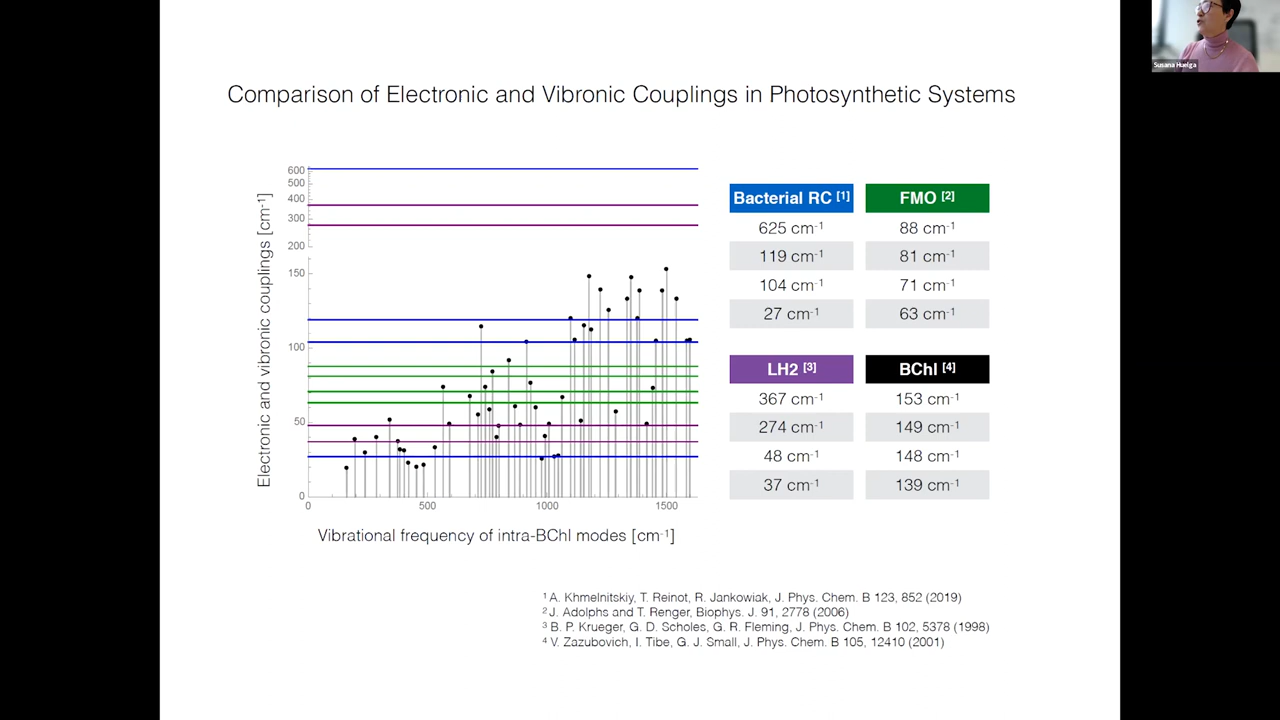 Susana Huelga
Comparison of Electronic and Vibronic Couplings in Photosynthetic Systems
Electronic and vibronic couplings [cm-1]
600
500
400
300
200
150
100
50
0
0 500 1000 1500
Vibrational frequency of intra-BChl modes [cm-1]
Bacterial RC [1]
625 cm-1
119 cm-1
104 cm-1
27 cm-1
FMO [2]
88 cm-1
81 cm-1
71 cm-1
63 cm-1
LH2 [3]
367 cm-1
274 cm-1
48 cm-1
37 cm-1
BChl [4]
153 cm-1
149 cm-1
148 cm-1
139 cm-1
1 A. Khmelnitskiy, T. Reinot, R. Jankowiak, J. Phys. Chem. B 123, 852 (2019)
2 J. Adolphs and T. Renger, Biophys. J. 91, 2778 (2006)
3 B. P. Krueger, G. D. Scholes, G. R. Fleming, J. Phys. Chem. B 102, 5378 (1998)
4 V. Zazubovich, I. Tibe, G. J. Small, J. Phys. Chem. B 105, 12410 (2001)